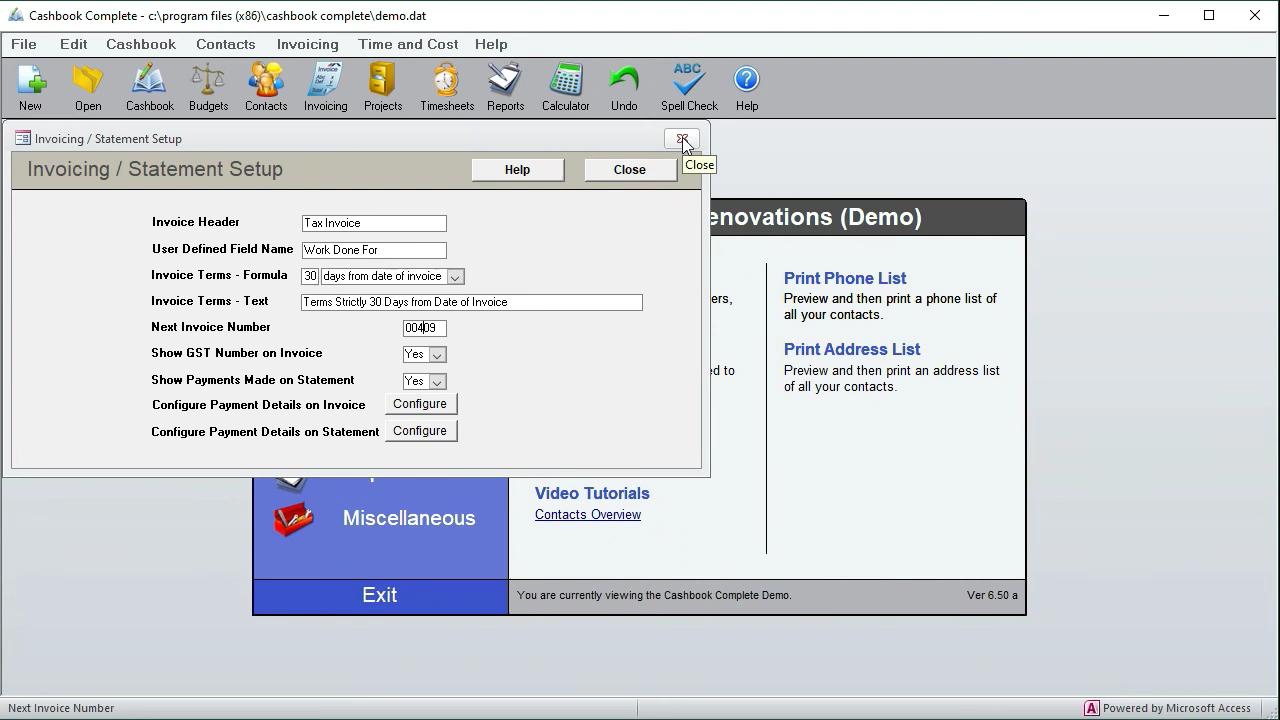 Cashbook Complete - c:\program files (x86)\cashbook complete\demo.dat
File Edit Cashbook Contacts Invoicing Time and Cost Help
New Open Cashbook Budgets Contacts Invoicing Projects Timesheets Reports Calculator Undo Spell Check Help
Invoicing / Statement Setup
Close
Invoicing / Statement Setup
Help
Close
Invoice Header Tax Invoice
User Defined Field Name Work Done For
Invoice Terms - Formula 30 days from date of invoice
Invoice Terms - Text Terms Strictly 30 Days from Date of Invoice
Next Invoice Number 00409
Show GST Number on Invoice Yes
Show Payments Made on Statement Yes
Configure Payment Details on Invoice Configure
Configure Payment Details on Statement Configure
enovations (Demo)
Print Phone List
Preview and then print a phone list of
all your contacts.
Print Address List
Preview and then print an address list
of all your contacts.
ers,
ed to
Miscellaneous
Video Tutorials
Contacts Overview
Exit
You are currently viewing the Cashbook Complete Demo.
Ver 6.50 a
Next Invoice Number
Powered by Microsoft Access